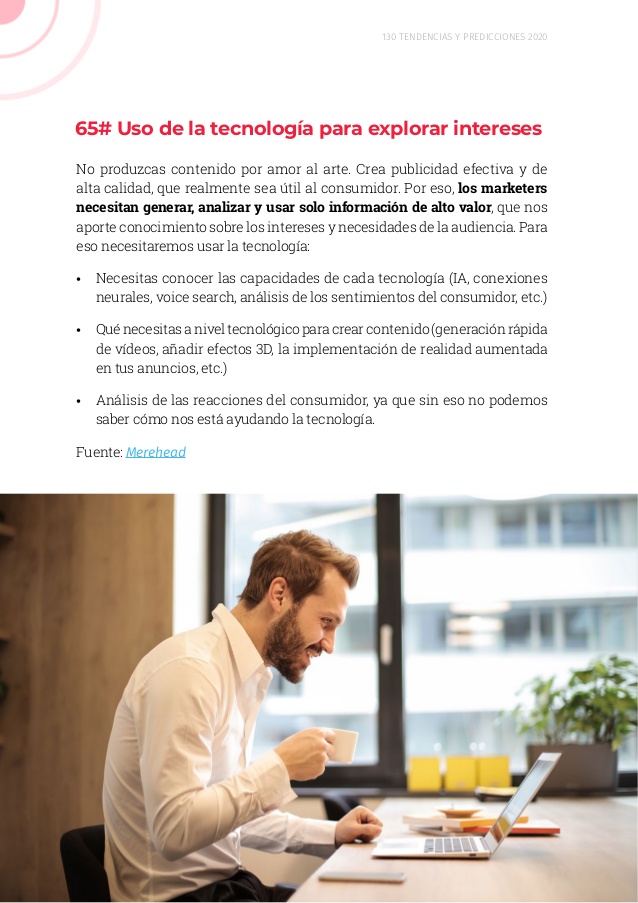 130 TENDENCIAS Y PREDICCIONES 2020
65# Uso de la tecnología para explorar intereses
No produzcas contenido por amor al arte. Crea publicidad efectiva y de
alta calidad, que realmente sea útil al consumidor. Por eso, los marketers
necesitan generar, analizar y usar solo información de alto valor, que nos
aporte conocimiento sobre los intereses y necesidades de la audiencia. Para
eso necesitaremos usar la tecnología:
• Necesitas conocer las capacidades de cada tecnología (IA, conexiones
neurales, voice search, análisis de los sentimientos del consumidor, etc.)
• Qué necesitas a nivel tecnológico para crear contenido (generación rápida
de vídeos, añadir efectos 3D, la implementación de realidad aumentada
en tus anuncios, etc.)
• Análisis de las reacciones del consumidor, ya que sin eso no podemos
saber cómo nos está ayudando la tecnología.
Fuente: Merehead